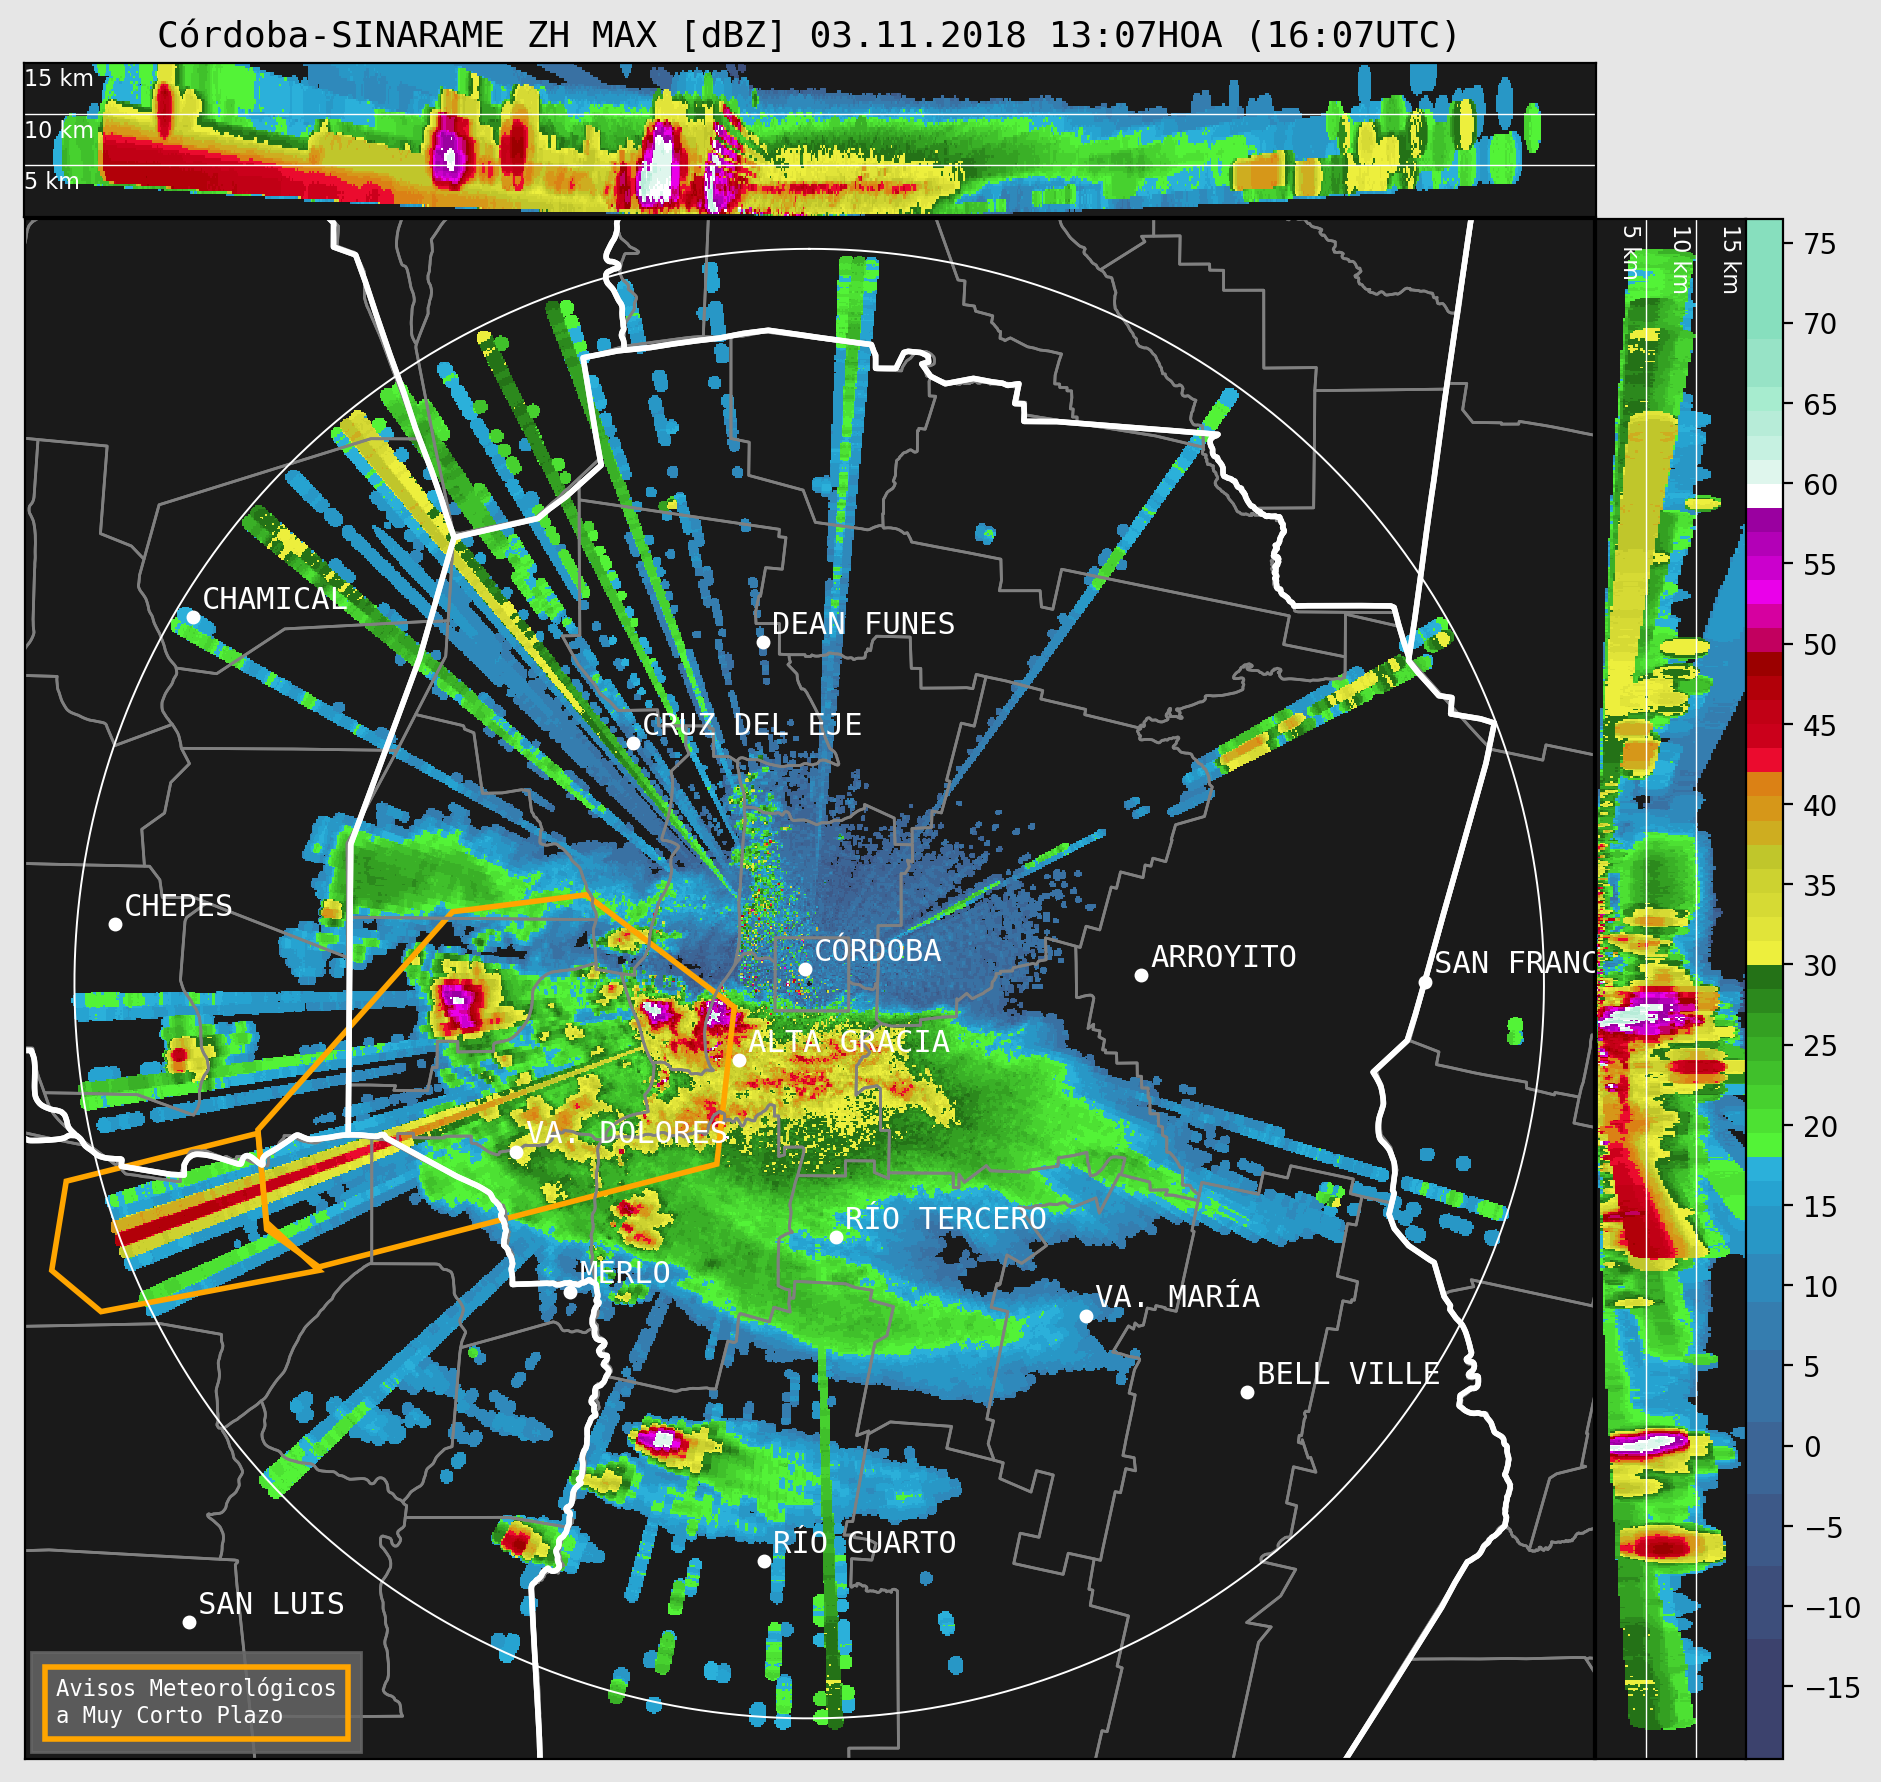 Córdoba-SINARAME ZH MAX [dBZ] 03.11.2018 13:07HOA (16:07UTC)
15 km
10 km
5 km
5 km
10 km
15 km
75
70
65
60
55
50
45
40
35
30
25
20
15
10
5
0
−5
−10
−15
CHAMICAL
DEAN FUNES
CRUZ DEL EJE
CHEPES
CÓRDOBA
ARROYITO
SAN FRANC
ALTA GRACIA
VA. DOLORES
RÍO TERCERO
MERLO
VA. MARÍA
BELL VILLE
RÍO CUARTO
SAN LUIS
Avisos Meteorológicos
a Muy Corto Plazo